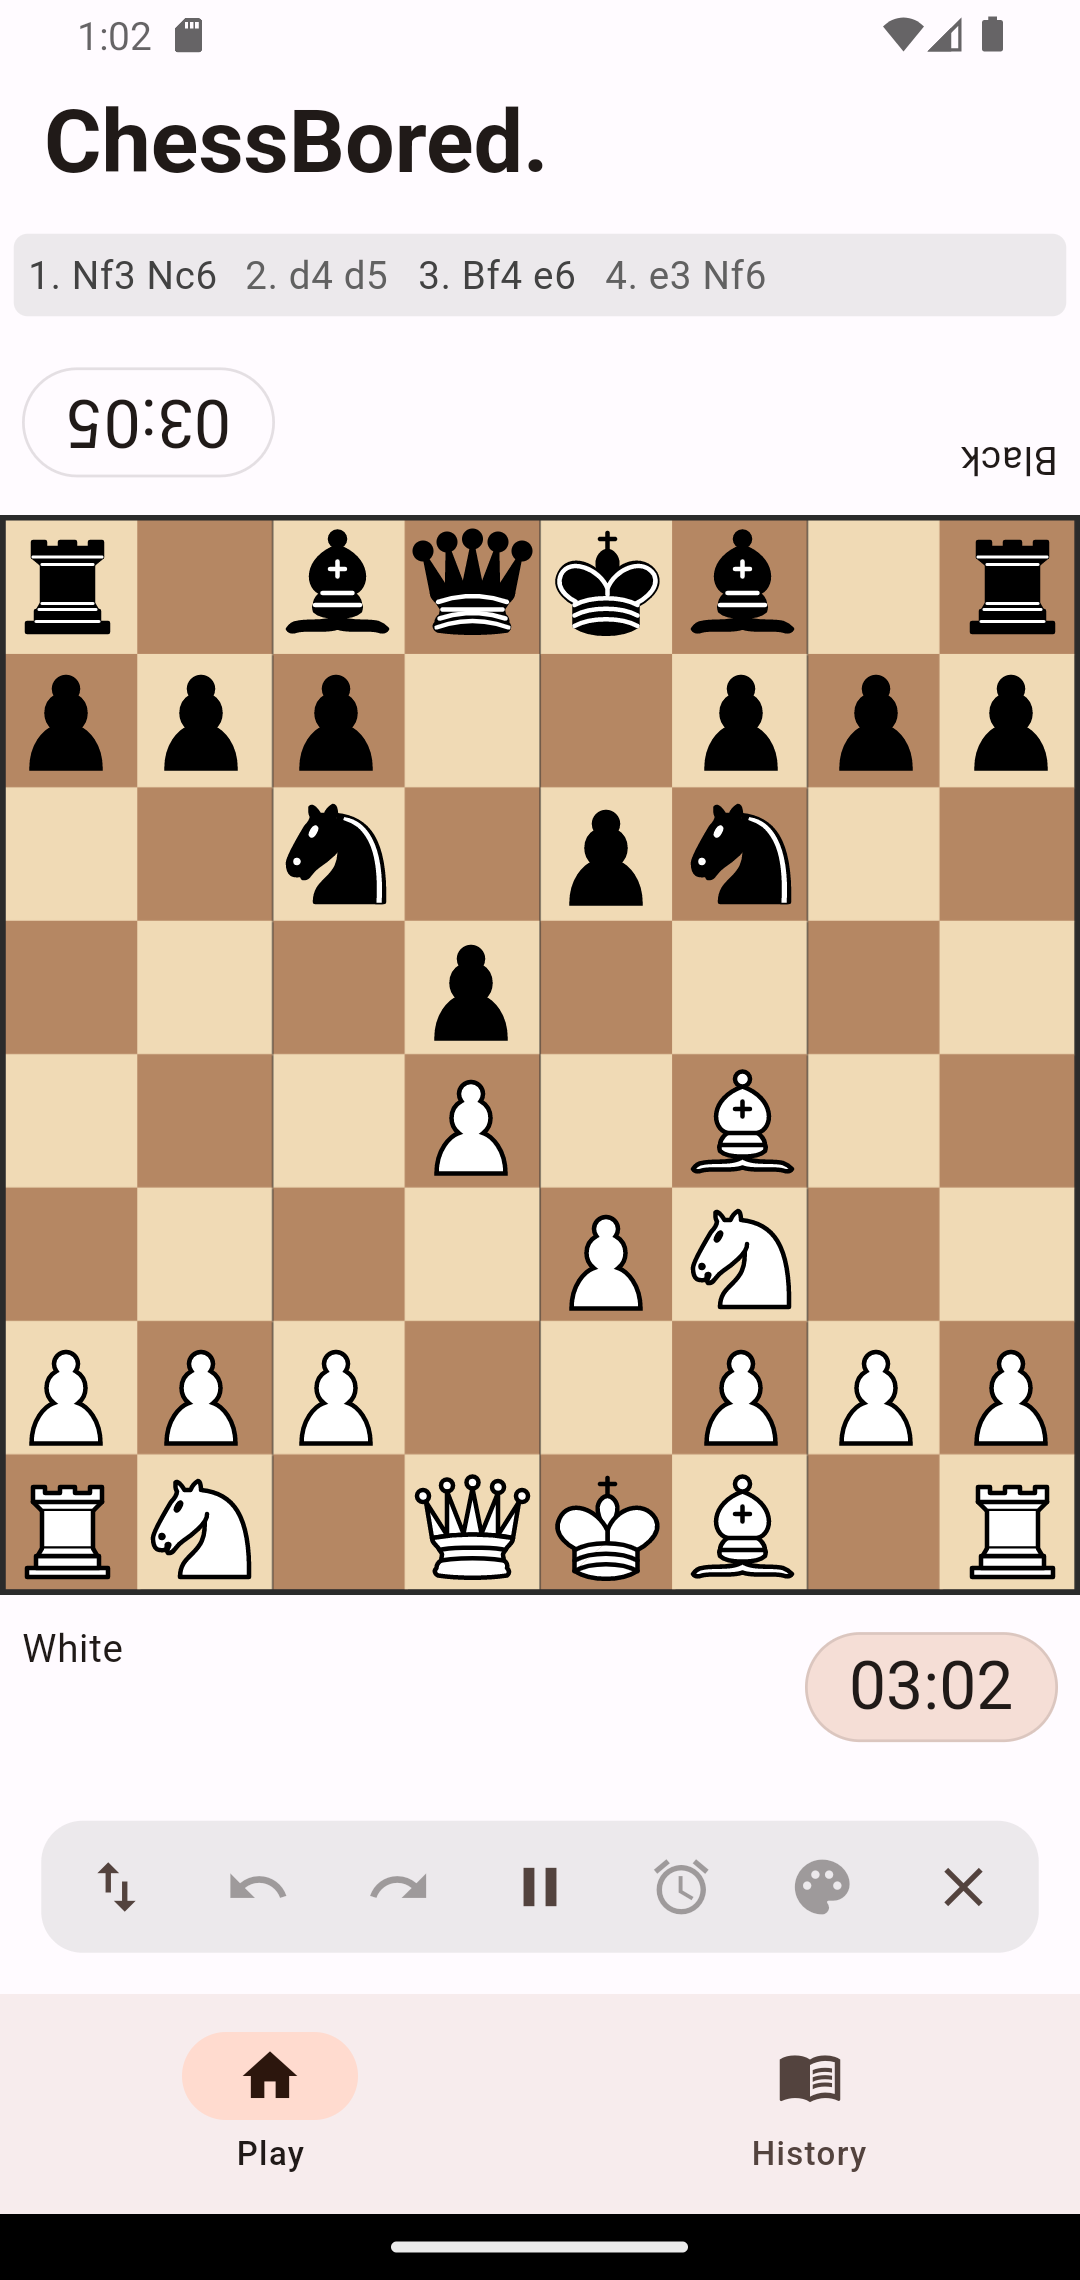 1:02
ChessBored.
1. Nf3 Nc6 2. d4 d5 3. Bf4 e6 4. e3 Nf6
03:05
Black
White
03:02
Play
History